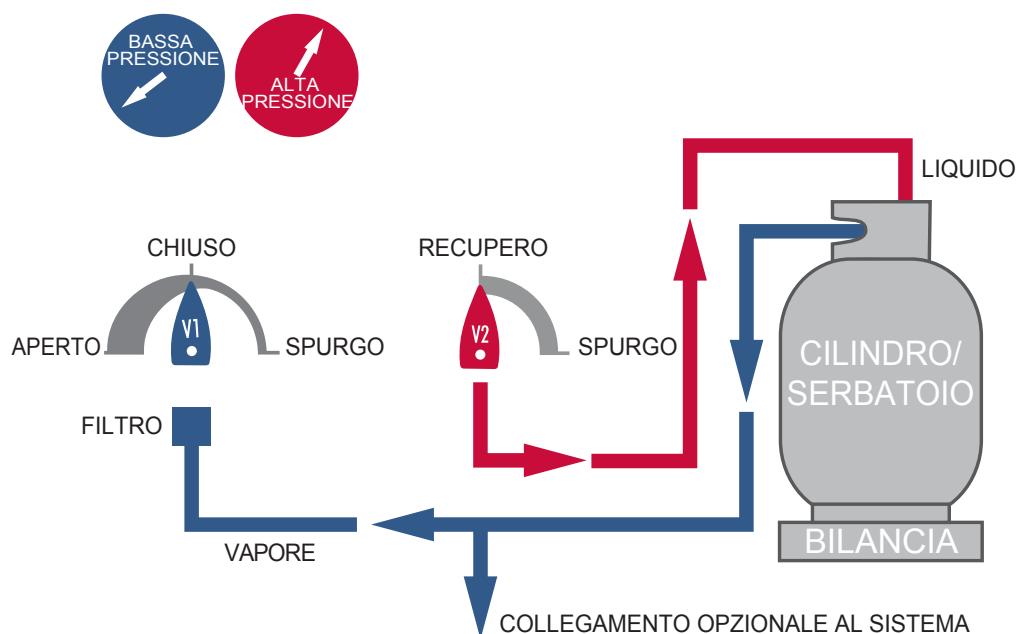 BASSA
PRESSIONE
ALTA
PRESSIONE
LIQUIDO
CHIUSO
RECUPERO
V1
V2
APERTO
SPURGO
SPURGO
CILINDRO/
SERBATOIO
FILTRO
VAPORE
BILANCIA
COLLEGAMENTO OPZIONALE AL SISTEMA